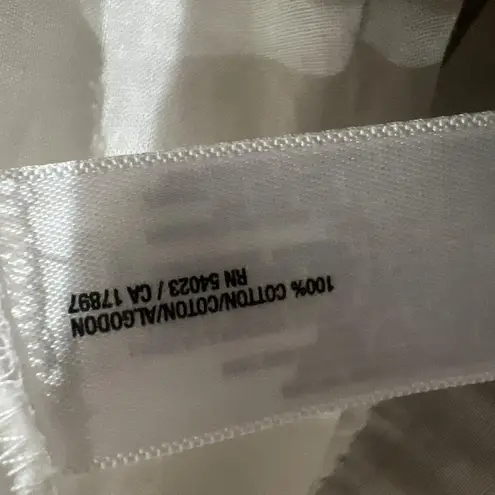 100% COTTON/COTON/ALGODON
RN 54023 / CA 17897